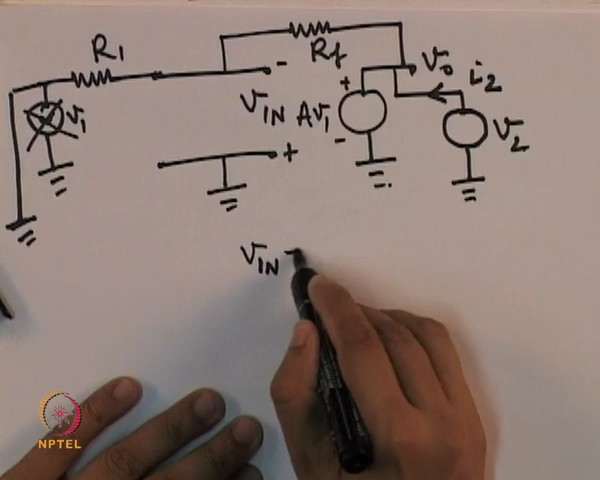 R1
Rf
-
+
V0
i2
V1
VIN
AV1
V2
-
+
VIN -
NPTEL